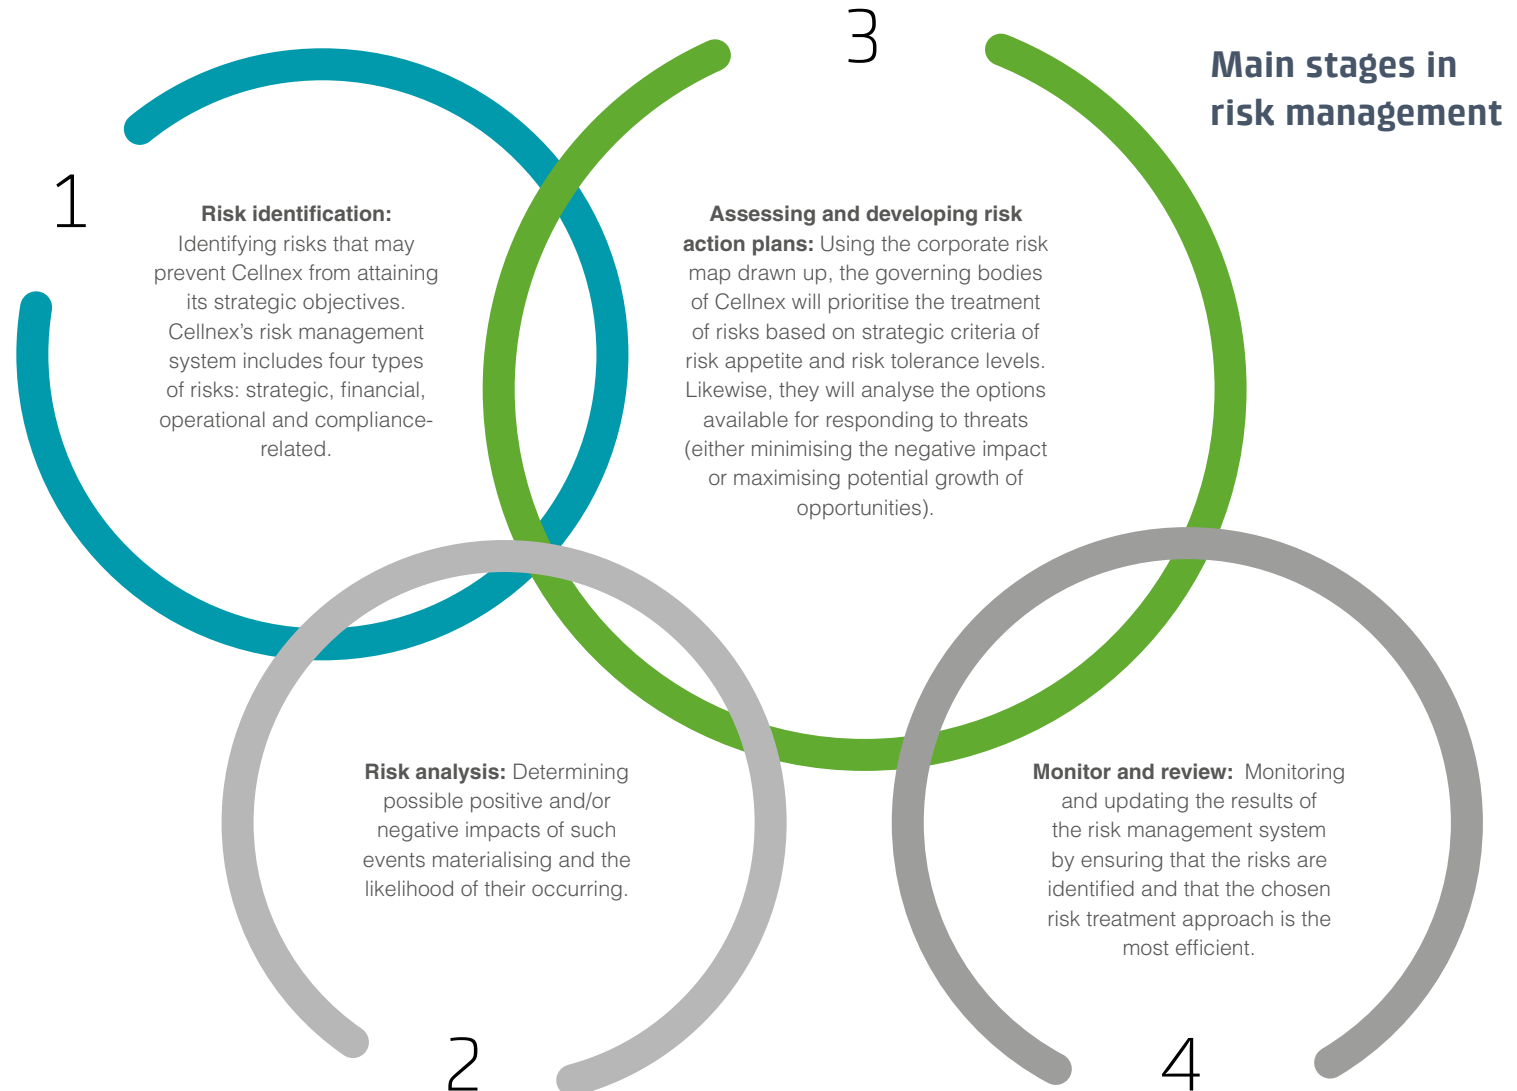 Main stages in
risk management
1
Risk identification:
Identifying risks that may
prevent Cellnex from attaining
its strategic objectives.
Cellnex’s risk management
system includes four types
of risks: strategic, financial,
operational and compliance-
related.
2
Risk analysis: Determining
possible positive and/or
negative impacts of such
events materialising and the
likelihood of their occurring.
3
Assessing and developing risk
action plans: Using the corporate risk
map drawn up, the governing bodies
of Cellnex will prioritise the treatment
of risks based on strategic criteria of
risk appetite and risk tolerance levels.
Likewise, they will analyse the options
available for responding to threats
(either minimising the negative impact
or maximising potential growth of
opportunities).
4
Monitor and review: Monitoring
and updating the results of
the risk management system
by ensuring that the risks are
identified and that the chosen
risk treatment approach is the
most efficient.